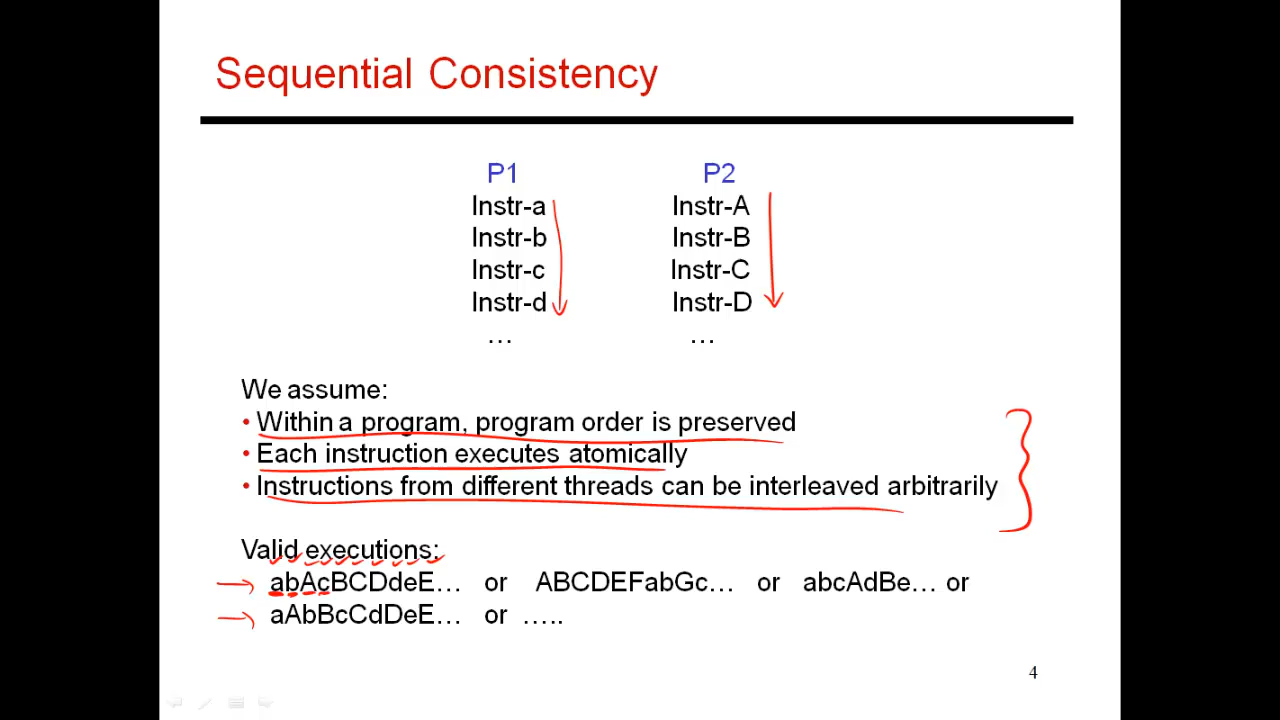 Sequential Consistency
P1 P2
Instr-a Instr-A
Instr-b Instr-B
Instr-c Instr-C
Instr-d Instr-D
… …
We assume:
• Within a program, program order is preserved
• Each instruction executes atomically
• Instructions from different threads can be interleaved arbitrarily
Valid executions:
abAcBCDdeE… or ABCDEFabGc… or abcAdBe… or
aAbBcCdDeE… or …..
4